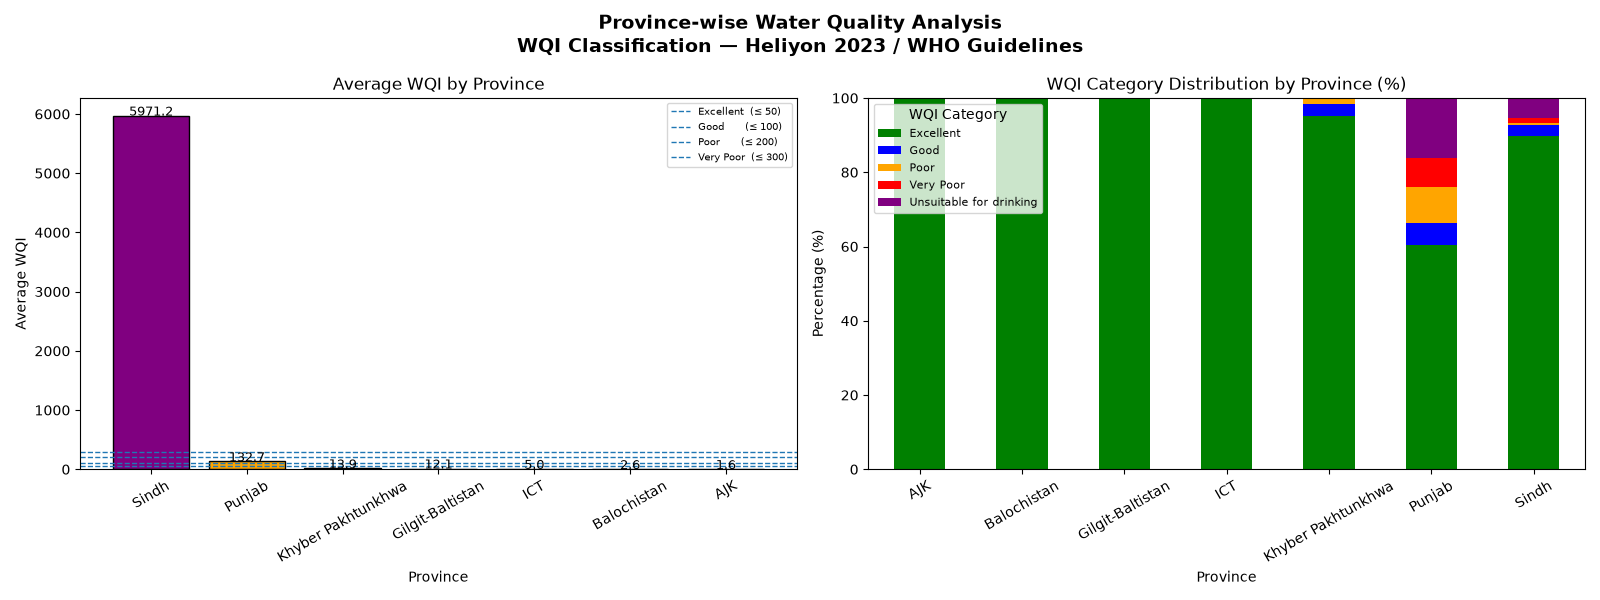 Province-wise Water Quality Analysis
WQI Classification — Heliyon 2023 / WHO Guidelines
Average WQI by Province
Average WQI
6000
5000
4000
3000
2000
1000
0
5971.2
132.7
13.9
12.1
5.0
2.6
1.6
Excellent (≤ 50)
Good (≤ 100)
Poor (≤ 200)
Very Poor (≤ 300)
Sindh
Punjab
Khyber Pakhtunkhwa
Gilgit-Baltistan
ICT
Balochistan
AJK
Province
WQI Category Distribution by Province (%)
Percentage (%)
100
80
60
40
20
0
WQI Category
Excellent
Good
Poor
Very Poor
Unsuitable for drinking
AJK
Balochistan
Gilgit-Baltistan
ICT
Khyber Pakhtunkhwa
Punjab
Sindh
Province